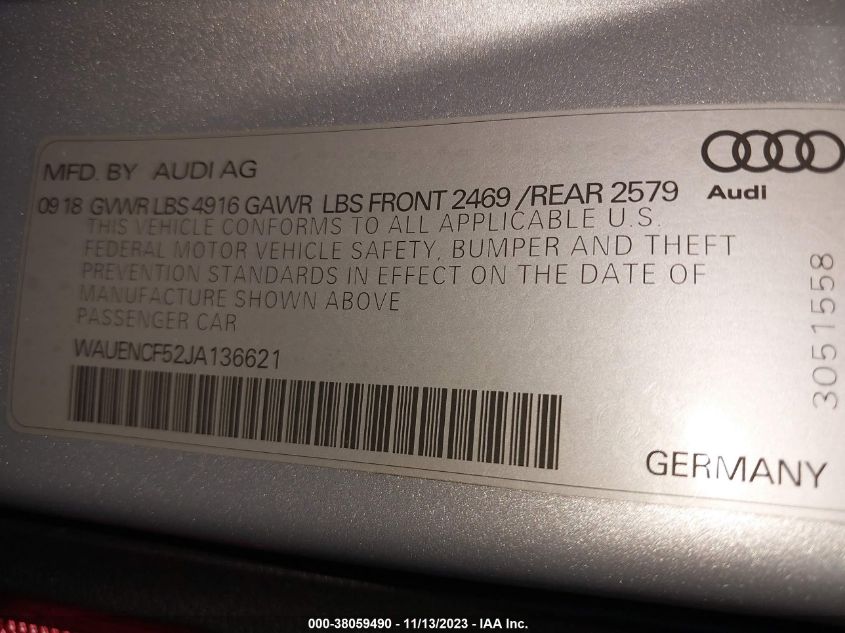 MFD. BY AUDI AG
Audi
09 18 GVWR LBS 4916 GAWR LBS FRONT 2469 /REAR 2579
THIS VEHICLE CONFORMS TO ALL APPLICABLE U.S.
FEDERAL MOTOR VEHICLE SAFETY, BUMPER AND THEFT
PREVENTION STANDARDS IN EFFECT ON THE DATE OF
MANUFACTURE SHOWN ABOVE
PASSENGER CAR
WAUENCF52JA136621
3051558
GERMANY
000-38059490 - 11/13/2023 - IAA Inc.